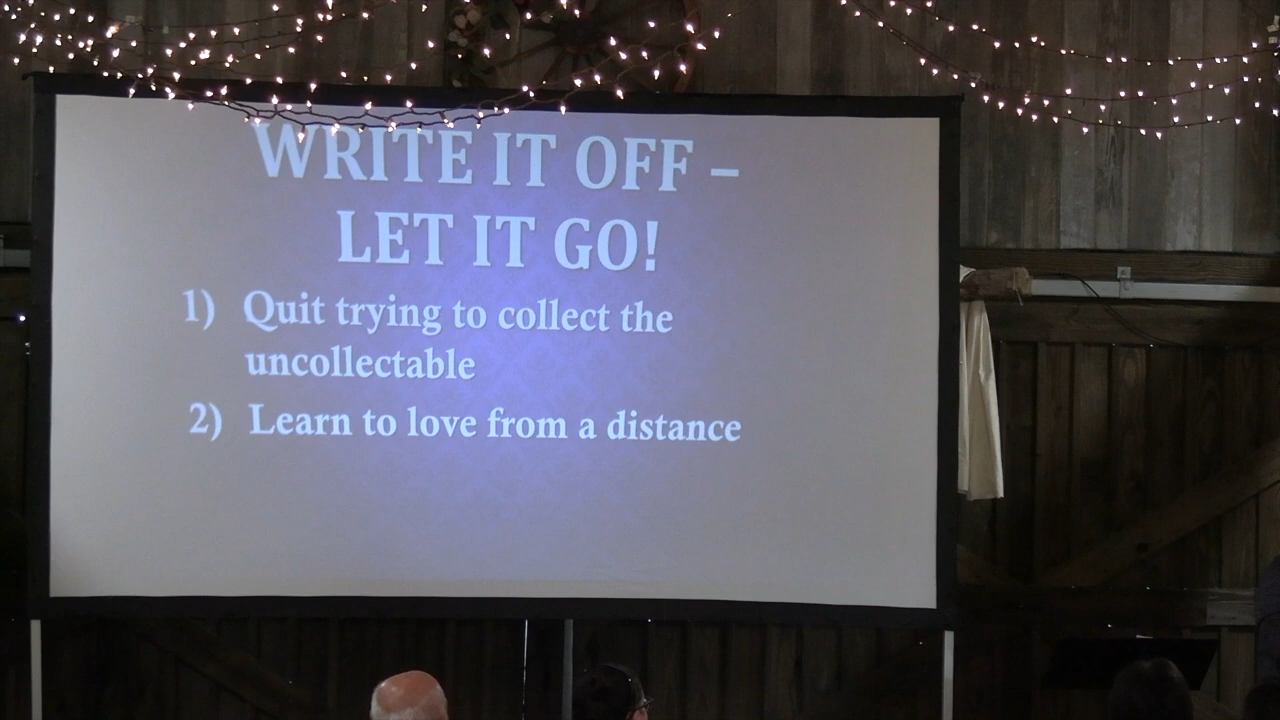 WRITE IT OFF –
LET IT GO!
1) Quit trying to collect the
uncollectable
2) Learn to love from a distance